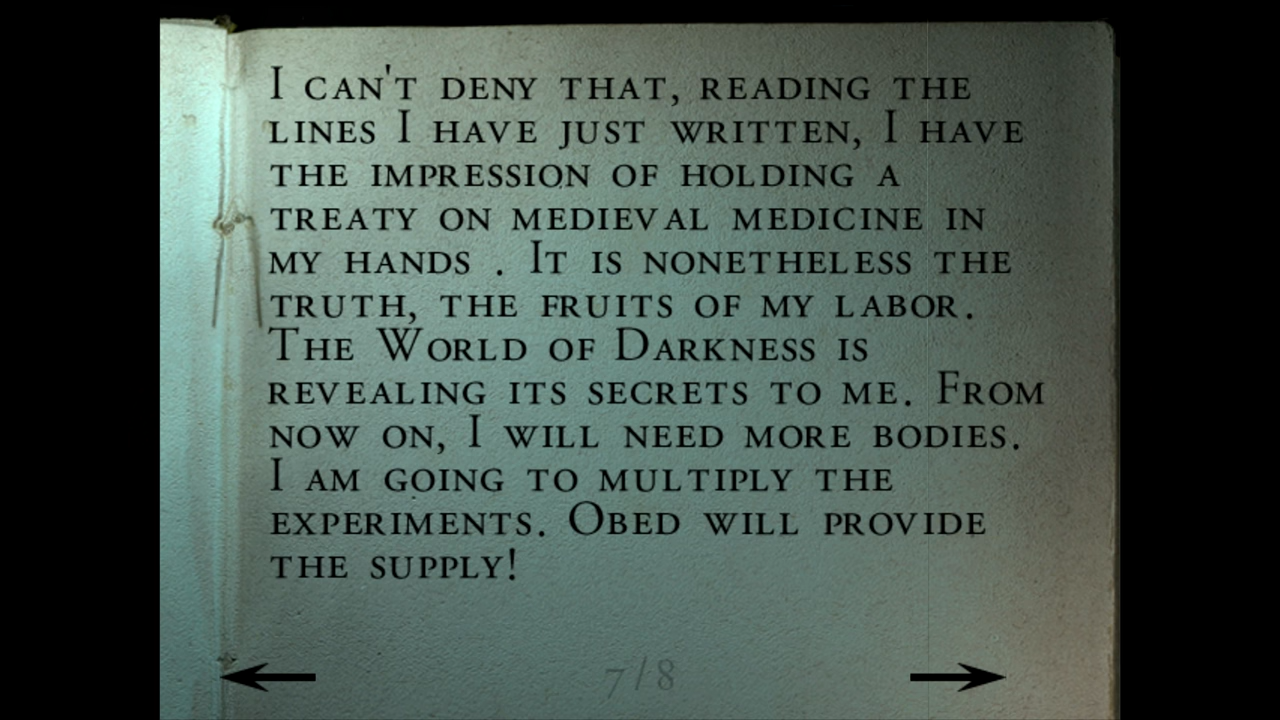 I can't deny that, reading the
lines I have just written, I have
the impression of holding a
treaty on medieval medicine in
my hands . It is nonetheless the
truth, the fruits of my labor.
The World of Darkness is
revealing its secrets to me. From
now on, I will need more bodies.
I am going to multiply the
experiments. Obed will provide
the supply!
7/8